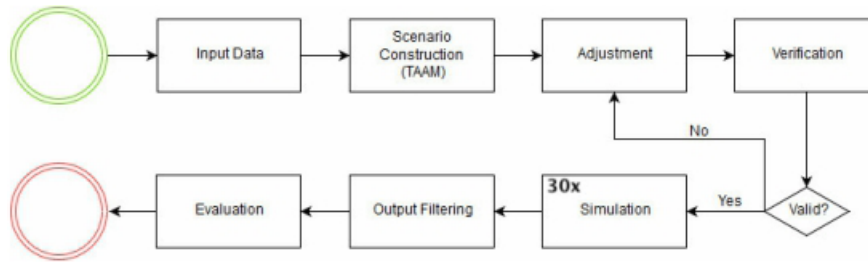 Input Data
Scenario
Construction
(TAAM)
Adjustment
Verification
No
Valid?
Yes
30x
Simulation
Output Filtering
Evaluation